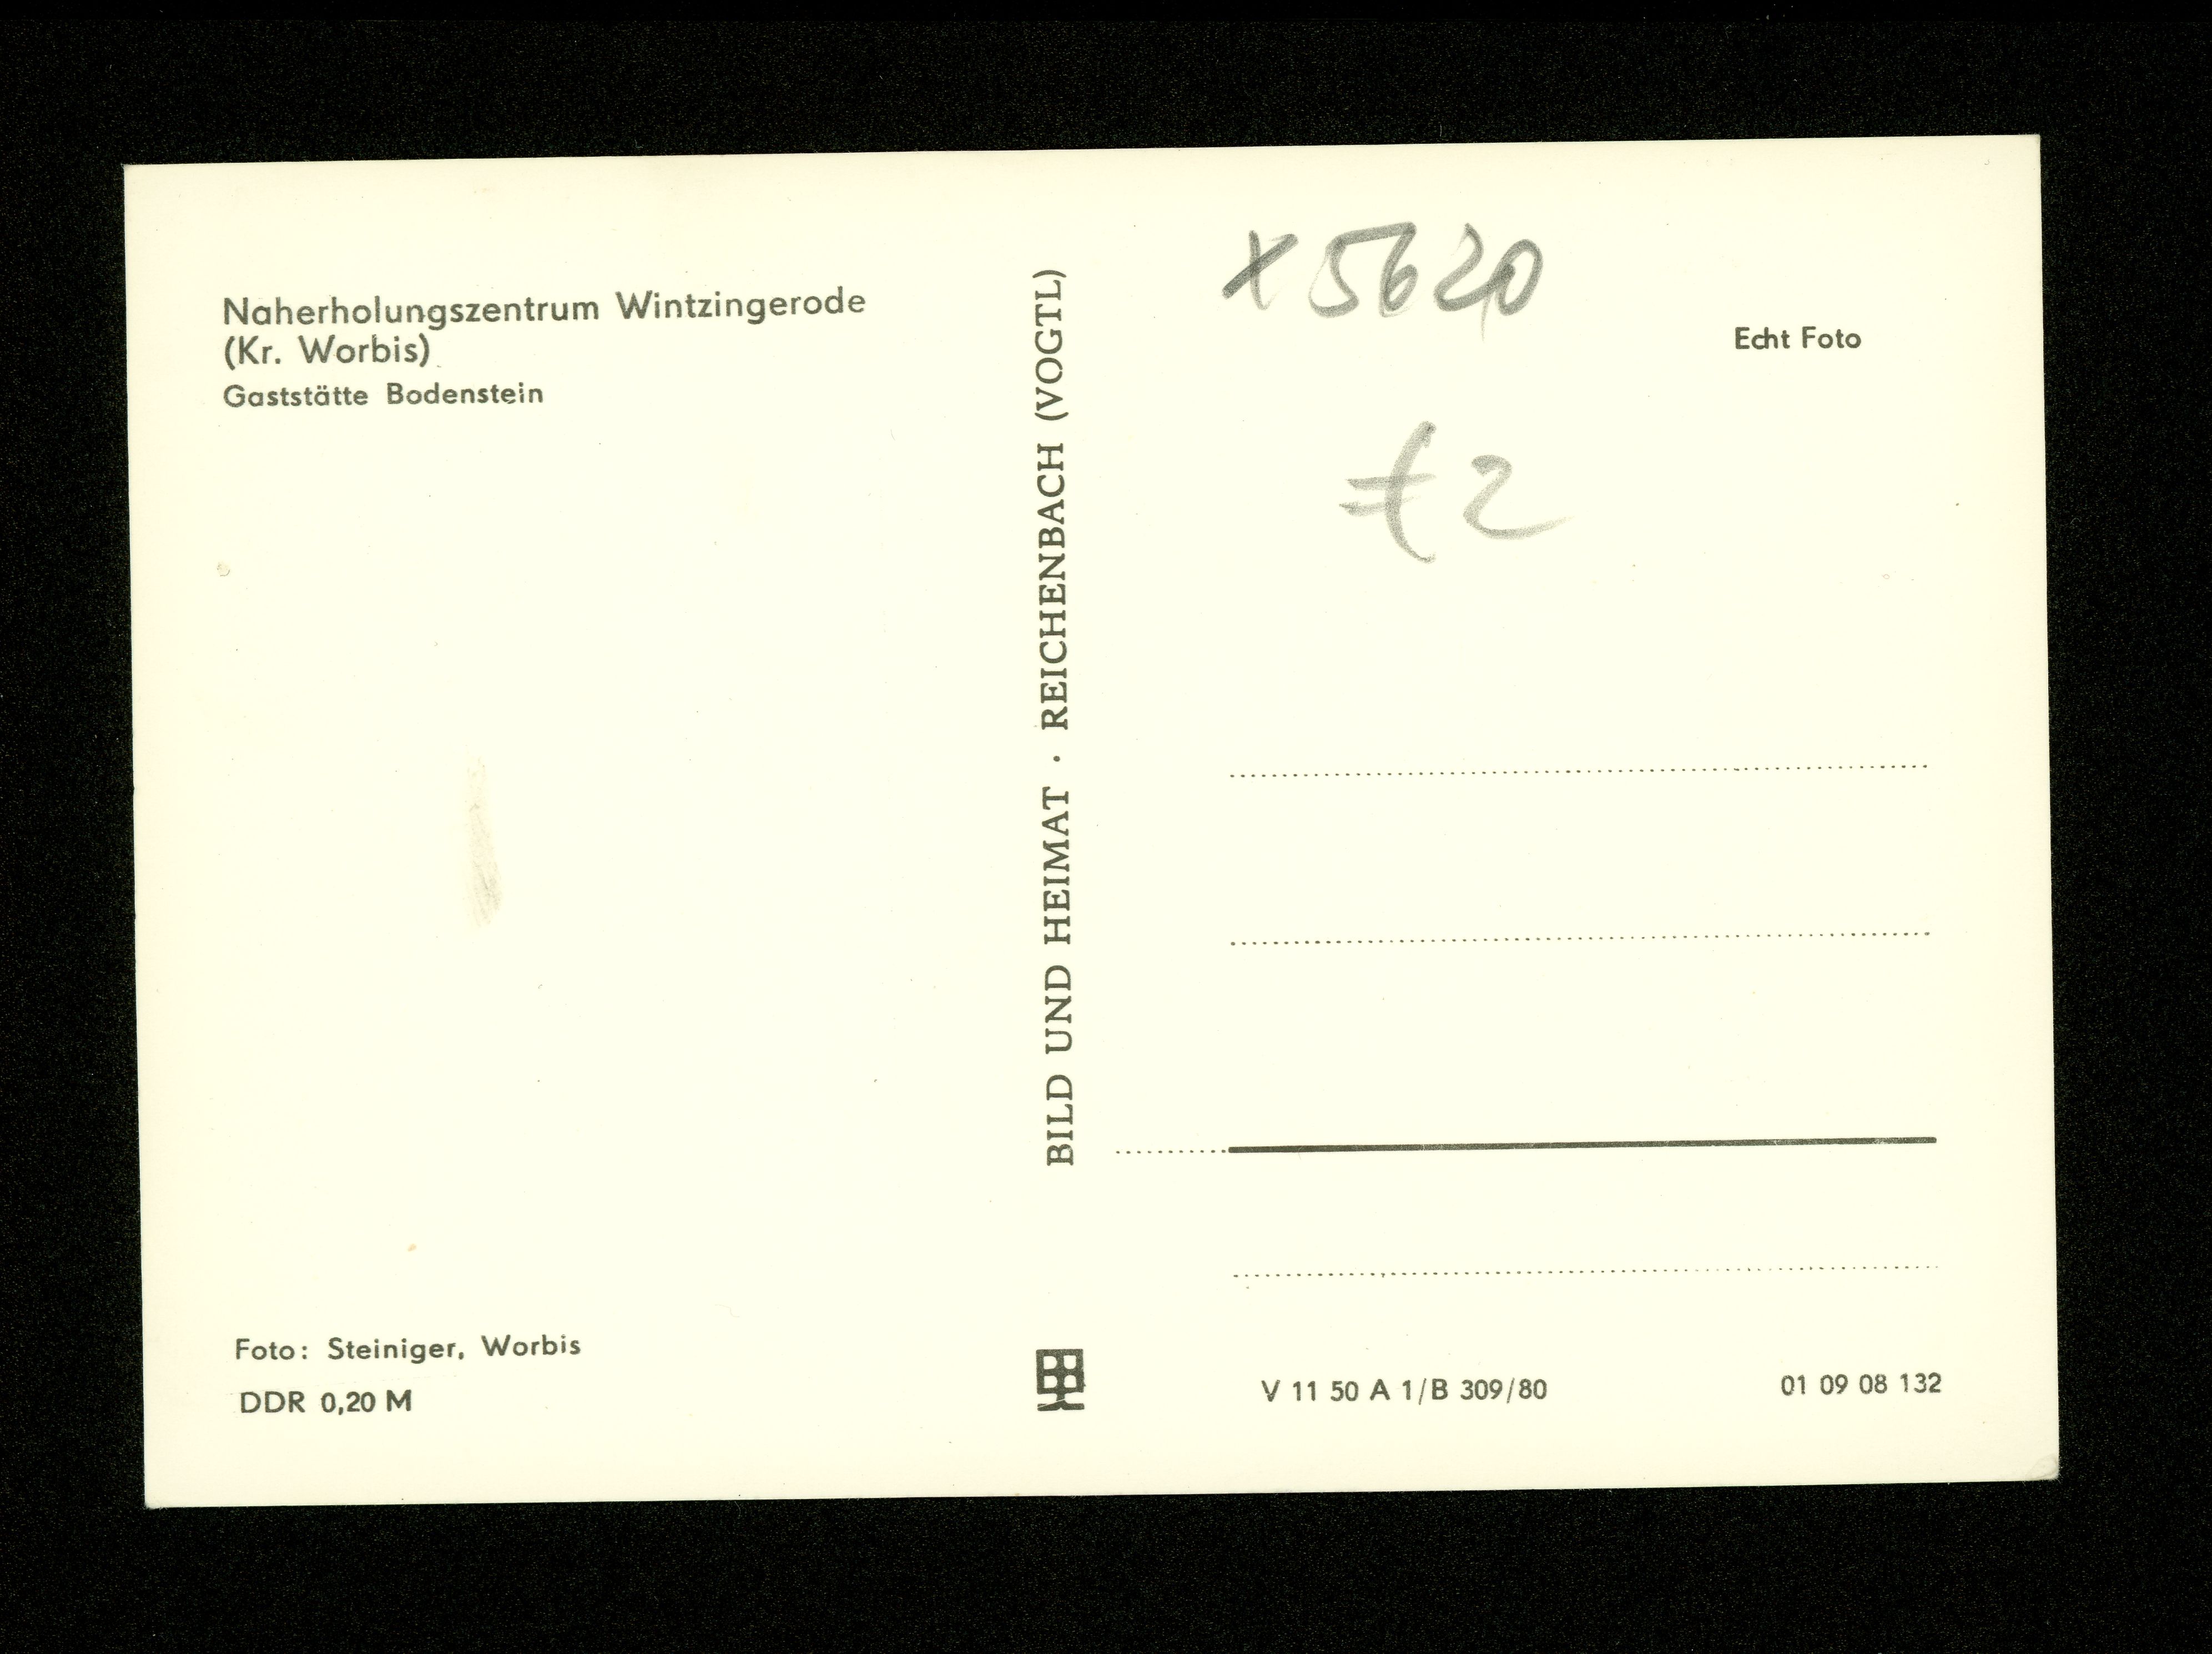 Naherholungszentrum Wintzingerode
(Kr. Worbis)
Gaststätte Bodenstein
Foto: Steiniger, Worbis
DDR 0,20 M
BILD UND HEIMAT · REICHENBACH (VOGTL)
X 5620
€ 2
Echt Foto
V 11 50 A 1/B 309/80
01 09 08 132